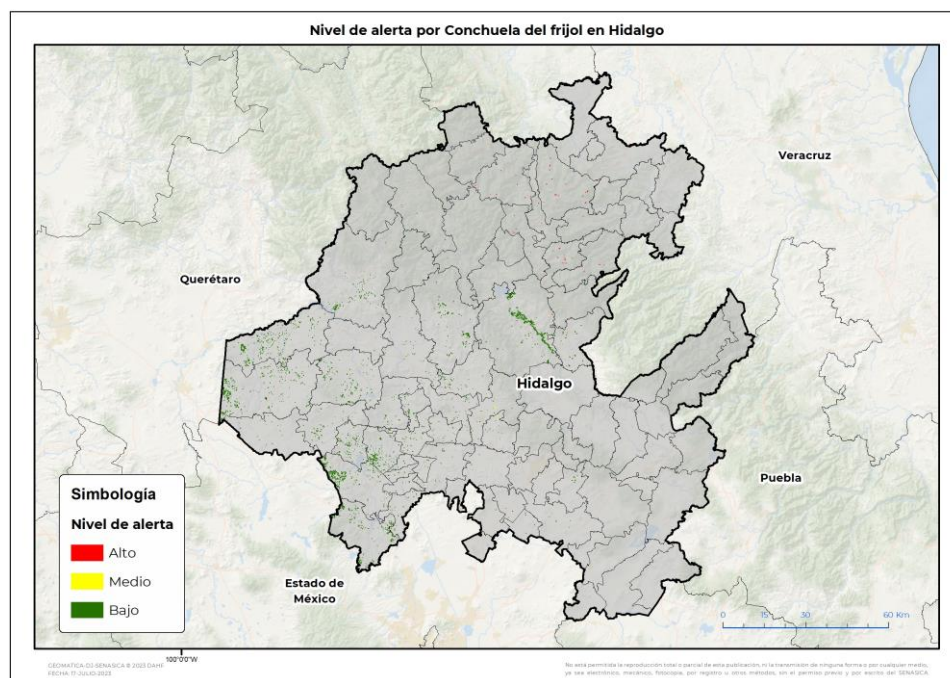 Nivel de alerta por Conchuela del frijol en Hidalgo
Veracruz
Querétaro
Hidalgo
Puebla
Estado de
México
Simbología
Nivel de alerta
Alto
Medio
Bajo
0 15 30 60 Km
100°0'0"W
GEOMATICA-DJ-SENASICA © 2023 DAHF
FECHA: 17-JULIO-2023
No está permitida la reproducción total o parcial de esta publicación, ni la transmisión de ninguna forma o por cualquier medio,
ya sea electrónico, mecánico, fotocopia, por registro u otros métodos, sin el permiso previo y por escrito del SENASICA